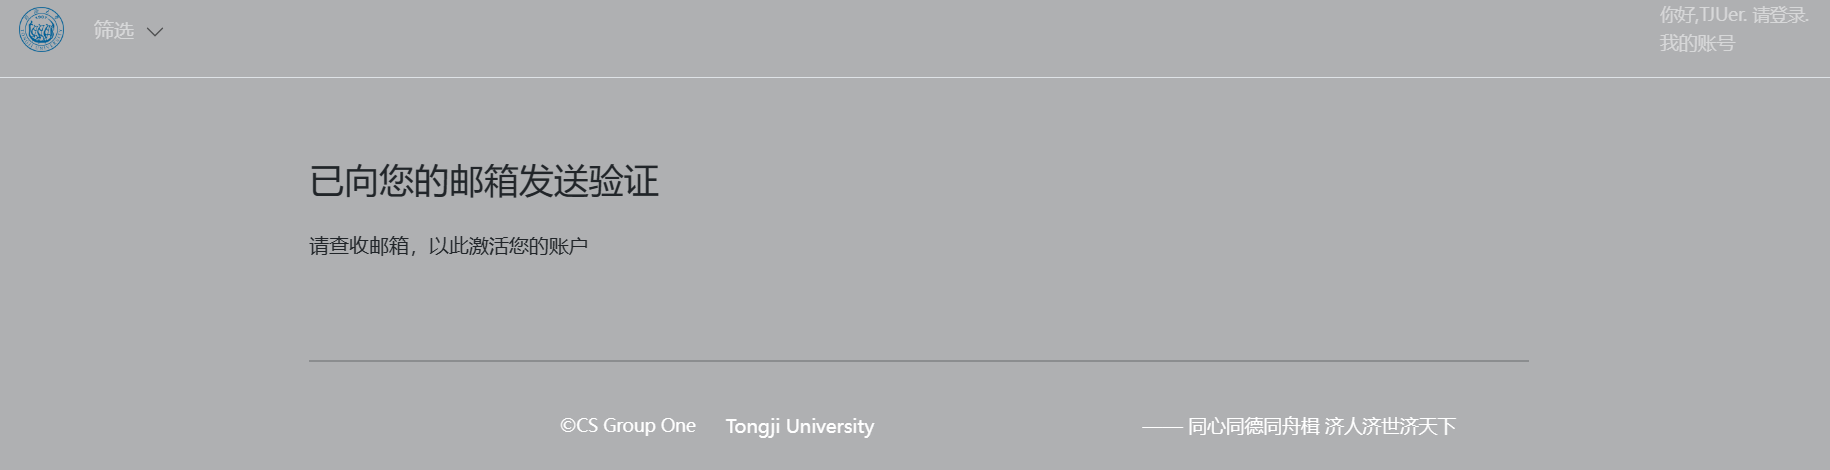 筛选
你好,TJUer. 请登录.
我的账号
已向您的邮箱发送验证
请查收邮箱，以此激活您的账户
©CS Group One Tongji University —— 同心同德同舟楫 济人济世济天下